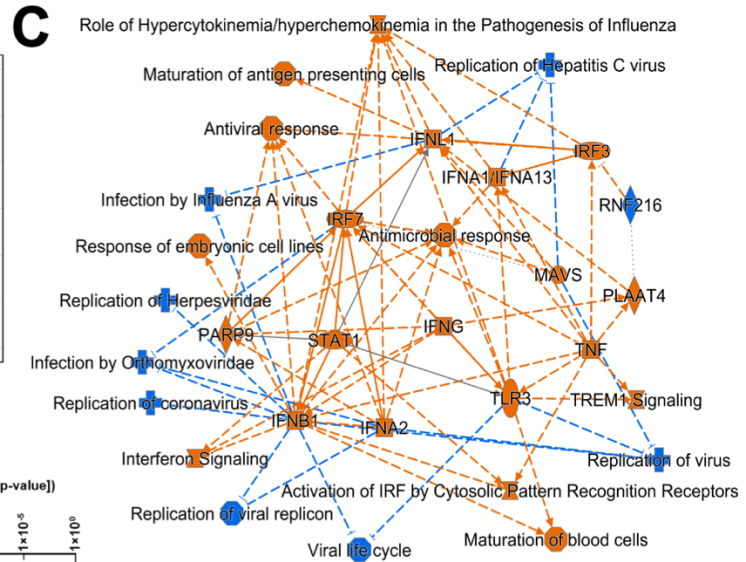 C
Role of Hypercytokinemia/hyperchemokinemia in the Pathogenesis of Influenza
Replication of Hepatitis C virus
Maturation of antigen presenting cells
Antiviral response
IFNL1
IRF3
IFNA1/IFNA13
Infection by Influenza A virus
RNF216
IRF7
Antimicrobial response
Response of embryonic cell lines
MAVS
PLAAT4
Replication of Herpesviridae
IFNG
PARP9
STAT1
TNF
Infection by Orthomyxoviridae
Replication of coronavirus
TLR3
TREM1 Signaling
IFNB1
IFNA2
Interferon Signaling
Replication of virus
p-value])
Activation of IRF by Cytosolic Pattern Recognition Receptors
Replication of viral replicon
1×10⁻⁵
1×10⁰
Maturation of blood cells
Viral life cycle